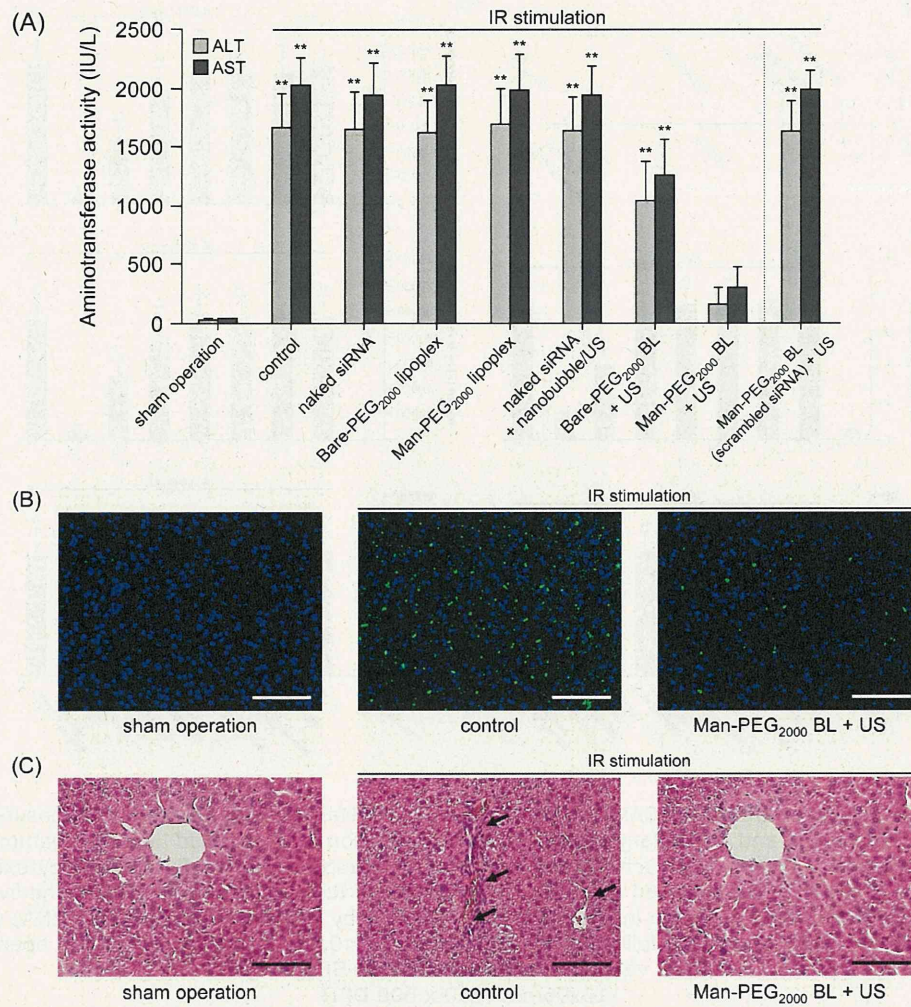 (A)
IR stimulation
Aminotransferase activity (IU/L)
2500
2000
1500
1000
500
0
ALT
AST
** ** ** ** ** ** ** ** ** ** ** ** ** **
sham operation
control
naked siRNA
Bare-PEG2000 lipoplex
Man-PEG2000 lipoplex
naked siRNA
+ nanobubble/US
Bare-PEG2000 BL
+ US
Man-PEG2000 BL
+ US
Man-PEG2000 BL
(scrambled siRNA) + US
(B)
IR stimulation
sham operation
control
Man-PEG2000 BL + US
(C)
IR stimulation
sham operation
control
Man-PEG2000 BL + US